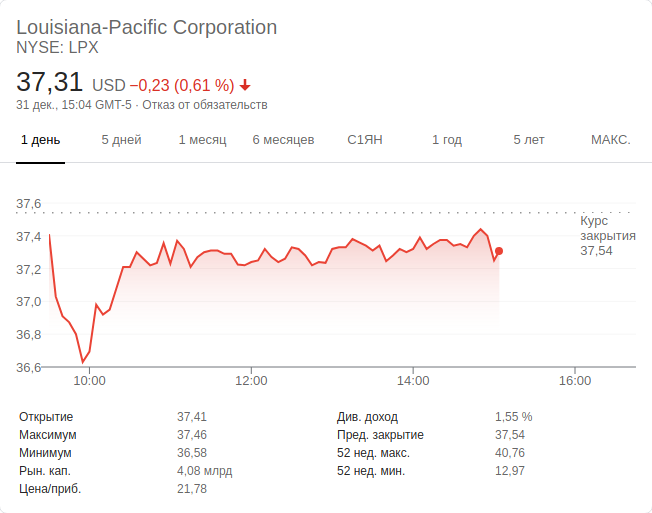 Louisiana-Pacific Corporation
NYSE: LPX
37,31 USD −0,23 (0,61 %)
31 дек., 15:04 GMT-5 · Отказ от обязательств
1 день 5 дней 1 месяц 6 месяцев С1ЯН 1 год 5 лет МАКС.
37,6
37,4
37,2
37,0
36,8
36,6
Курс
закрытия
37,54
10:00 12:00 14:00 16:00
Открытие 37,41 Див. доход 1,55 %
Максимум 37,46 Пред. закрытие 37,54
Минимум 36,58 52 нед. макс. 40,76
Рын. кап. 4,08 млрд 52 нед. мин. 12,97
Цена/приб. 21,78